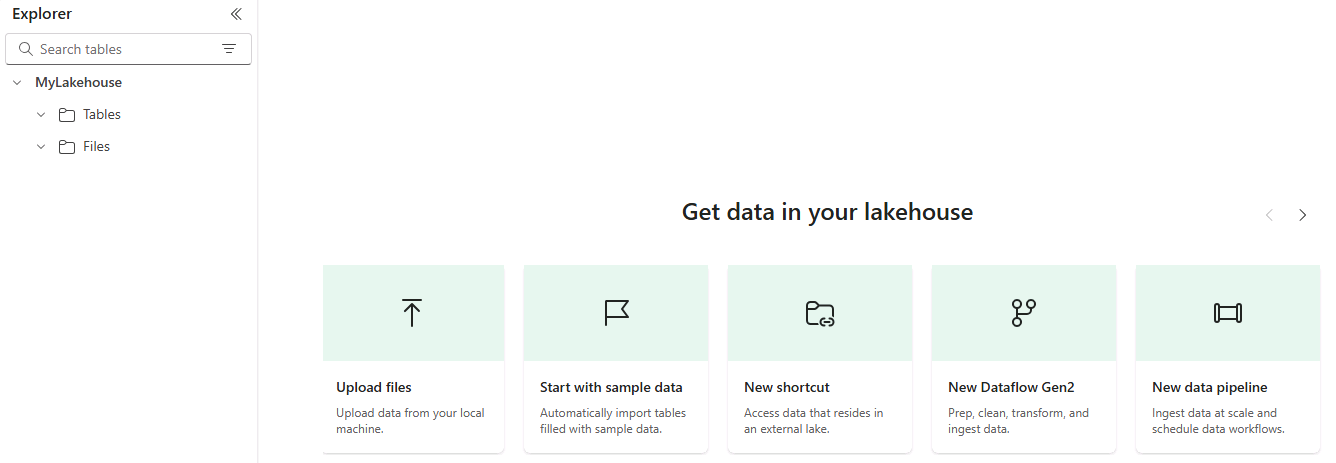 Explorer
Search tables
MyLakehouse
Tables
Files
Get data in your lakehouse
Upload files
Upload data from your local
machine.
Start with sample data
Automatically import tables
filled with sample data.
New shortcut
Access data that resides in
an external lake.
New Dataflow Gen2
Prep, clean, transform, and
ingest data.
New data pipeline
Ingest data at scale and
schedule data workflows.